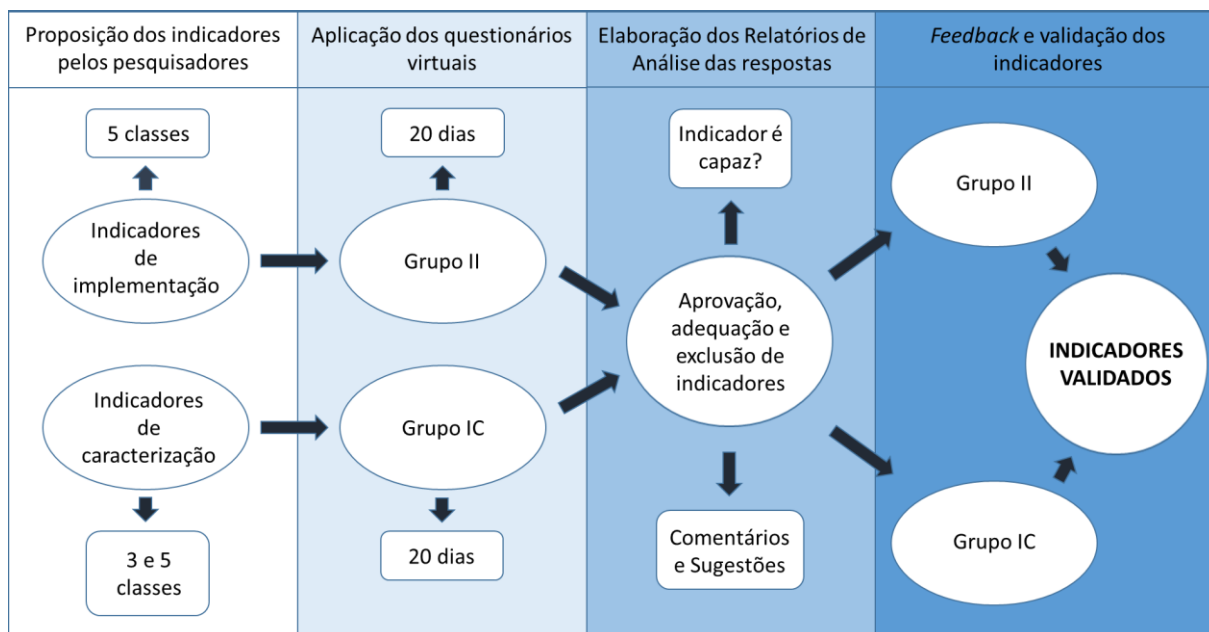 Proposição dos indicadores
pelos pesquisadores
Aplicação dos questionários
virtuais
Elaboração dos Relatórios de
Análise das respostas
Feedback e validação dos
indicadores
5 classes
Indicadores
de
implementação
Indicadores
de
caracterização
3 e 5
classes
20 dias
Grupo II
Grupo IC
20 dias
Indicador é
capaz?
Aprovação,
adequação e
exclusão de
indicadores
Comentários
e Sugestões
Grupo II
INDICADORES
VALIDADOS
Grupo IC